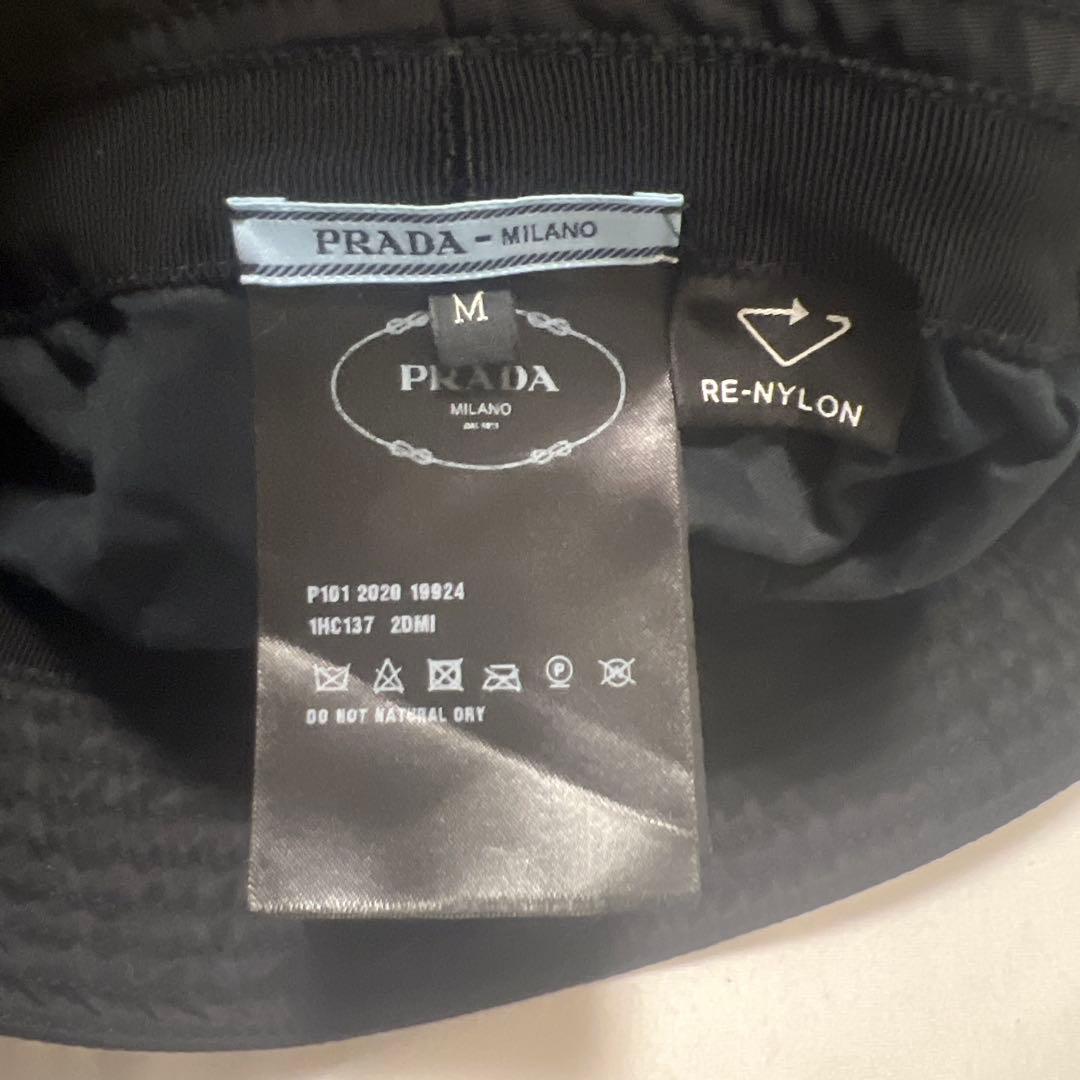 PRADA - MILANO
M
PRADA
MILANO
RE-NYLON
P101 2020 19924
1HC137 2DMI
P
DO NOT NATURAL DRY